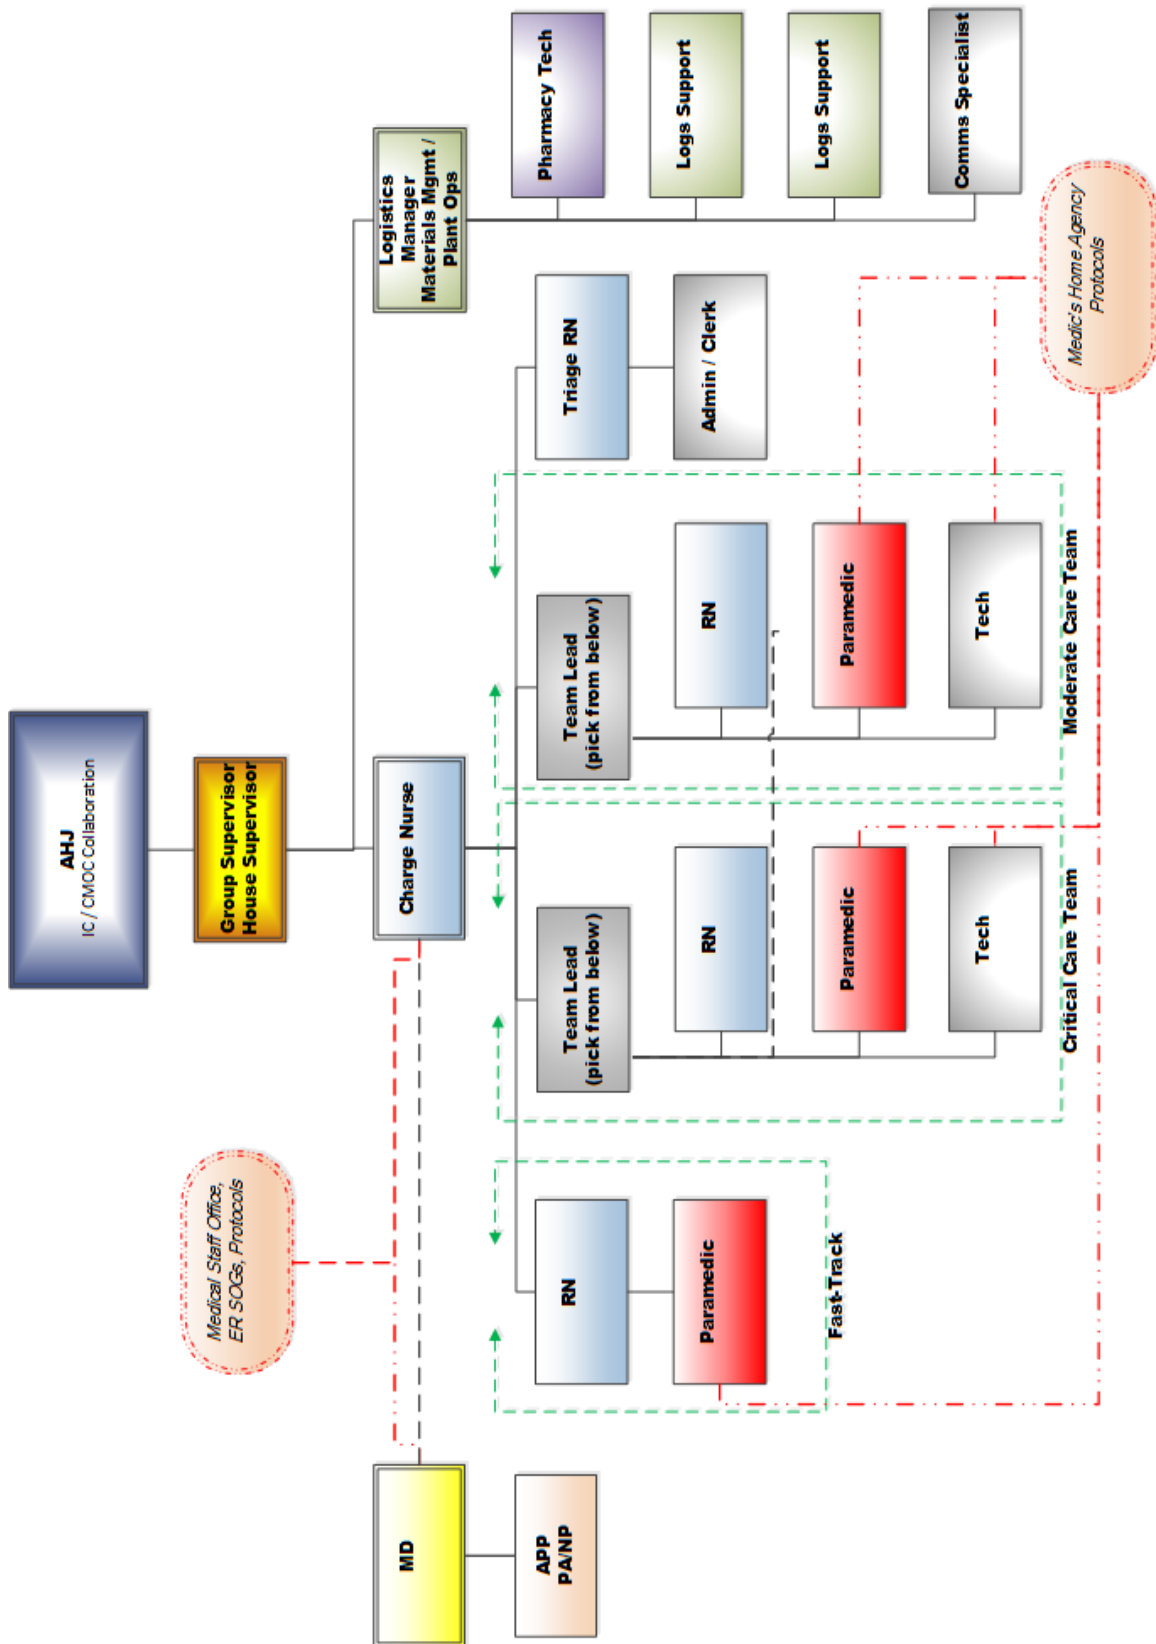 AHJ
IC / CMOC Collaboration
Group Supervisor
House Supervisor
Medical Staff Office,
ER SOGs, Protocols
MD
Charge Nurse
Logistics
Manager
Materials Mgmt /
Plant Ops
APP
PA/NP
RN
Paramedic
Fast-Track
Team Lead
(pick from below)
RN
Paramedic
Tech
Critical Care Team
Team Lead
(pick from below)
RN
Paramedic
Tech
Moderate Care Team
Triage RN
Admin / Clerk
Pharmacy Tech
Logs Support
Logs Support
Comms Specialist
Medic's Home Agency
Protocols